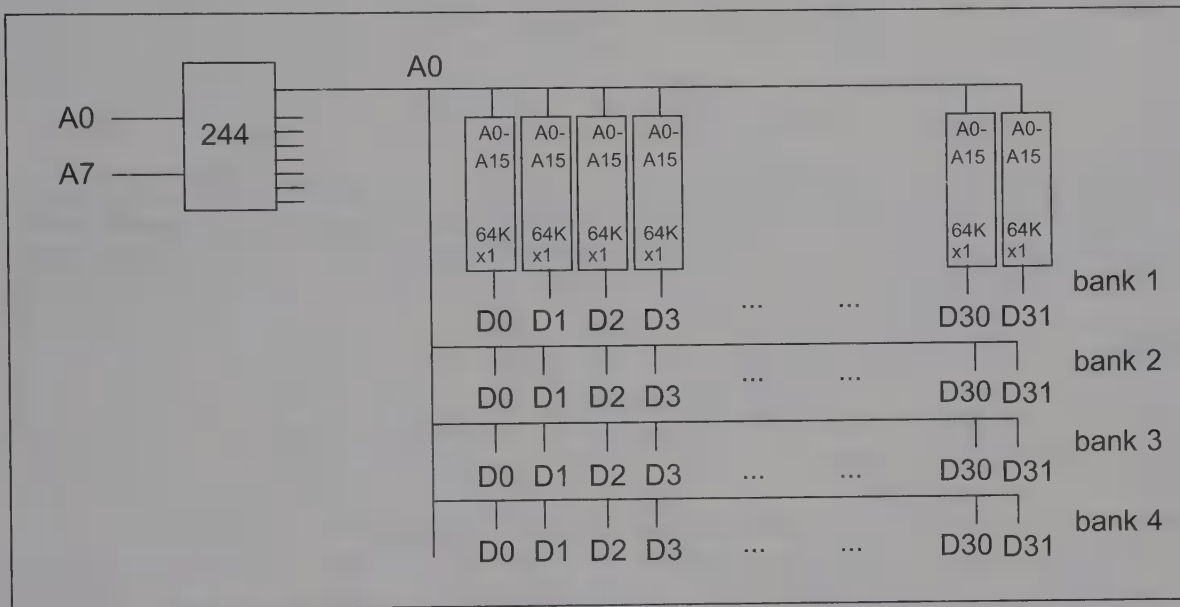 A0
A0
A7
244
A0- A0- A0- A0- A0- A0-
A15 A15 A15 A15 A15 A15
64K 64K 64K 64K 64K 64K
x1 x1 x1 x1 x1 x1
bank 1
D0 D1 D2 D3 ... ... D30 D31
bank 2
D0 D1 D2 D3 ... ... D30 D31
bank 3
D0 D1 D2 D3 ... ... D30 D31
bank 4
D0 D1 D2 D3 ... ... D30 D31